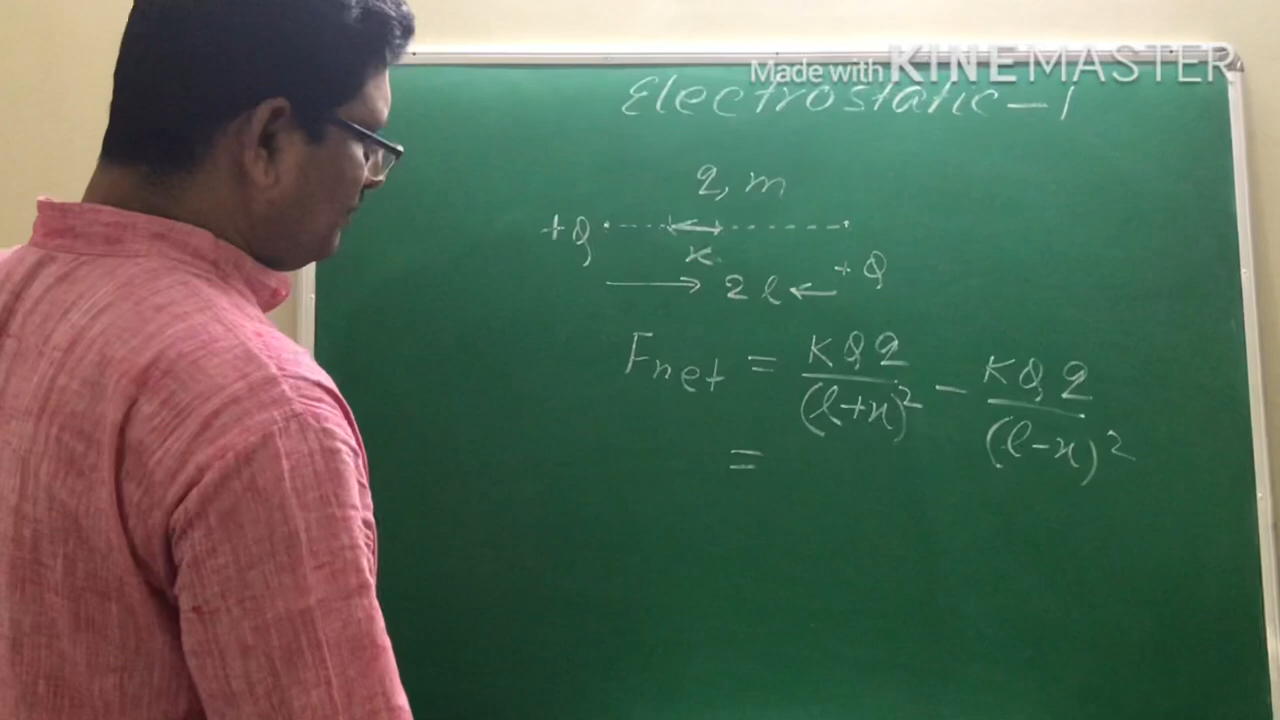 Made with KINEMASTER
Electrostatic-1
q, m
+Q
x
+Q
2l
Fnet = KQq/(l+x)² - KQq/(l-x)²
=